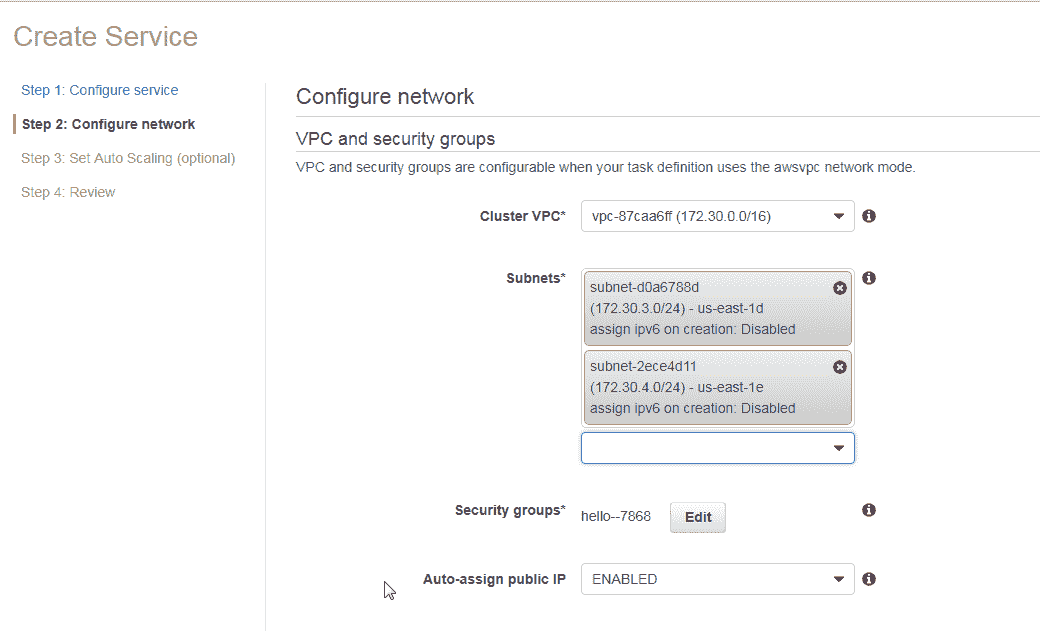 Create Service
Step 1: Configure service
Step 2: Configure network
Step 3: Set Auto Scaling (optional)
Step 4: Review
Configure network
VPC and security groups
VPC and security groups are configurable when your task definition uses the awsvpc network mode.
Cluster VPC* vpc-87caa6ff (172.30.0.0/16)
Subnets* subnet-d0a6788d
(172.30.3.0/24) - us-east-1d
assign ipv6 on creation: Disabled
subnet-2ece4d11
(172.30.4.0/24) - us-east-1e
assign ipv6 on creation: Disabled
Security groups* hello--7868 Edit
Auto-assign public IP ENABLED